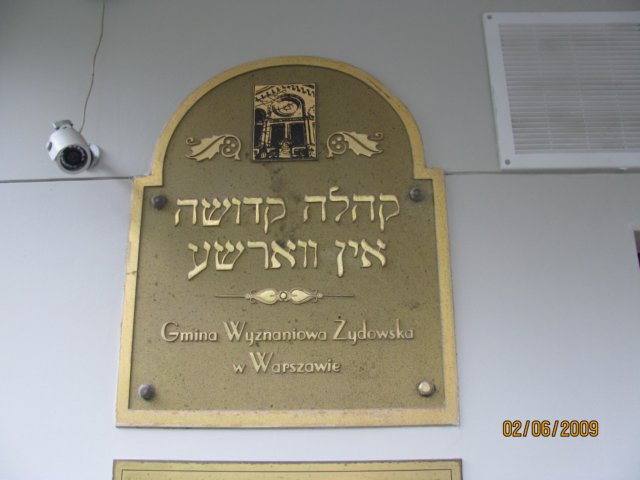 קהלה קדושה
אין ווארשע
Gmina Wyznaniowa Żydowska
w Warszawie
02/06/2009